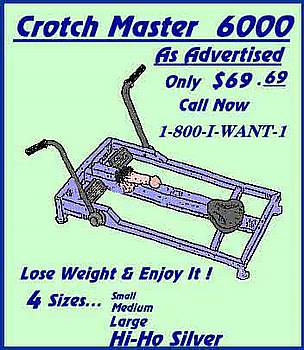 Crotch Master 6000
As Advertised
Only $69.69
Call Now
1-800-I-WANT-1
Lose Weight & Enjoy It !
4 Sizes... Small
Medium
Large
Hi-Ho Silver